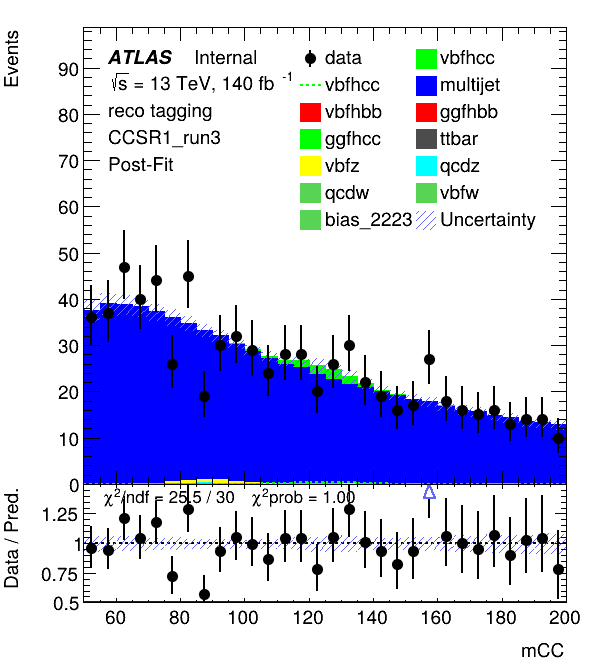 Events
ATLAS Internal
√s = 13 TeV, 140 fb -1
reco tagging
CCSR1_run3
Post-Fit
data
vbfhcc
vbfhbb
ggfhcc
vbfz
qcdw
bias_2223
vbfhcc
multijet
ggfhbb
ttbar
qcdz
vbfw
Uncertainty
90
80
70
60
50
40
30
20
10
0
χ²/ndf = 25.5 / 30 χ²prob = 1.00
Data / Pred.
1.25
1
0.75
0.5
60 80 100 120 140 160 180 200
mCC